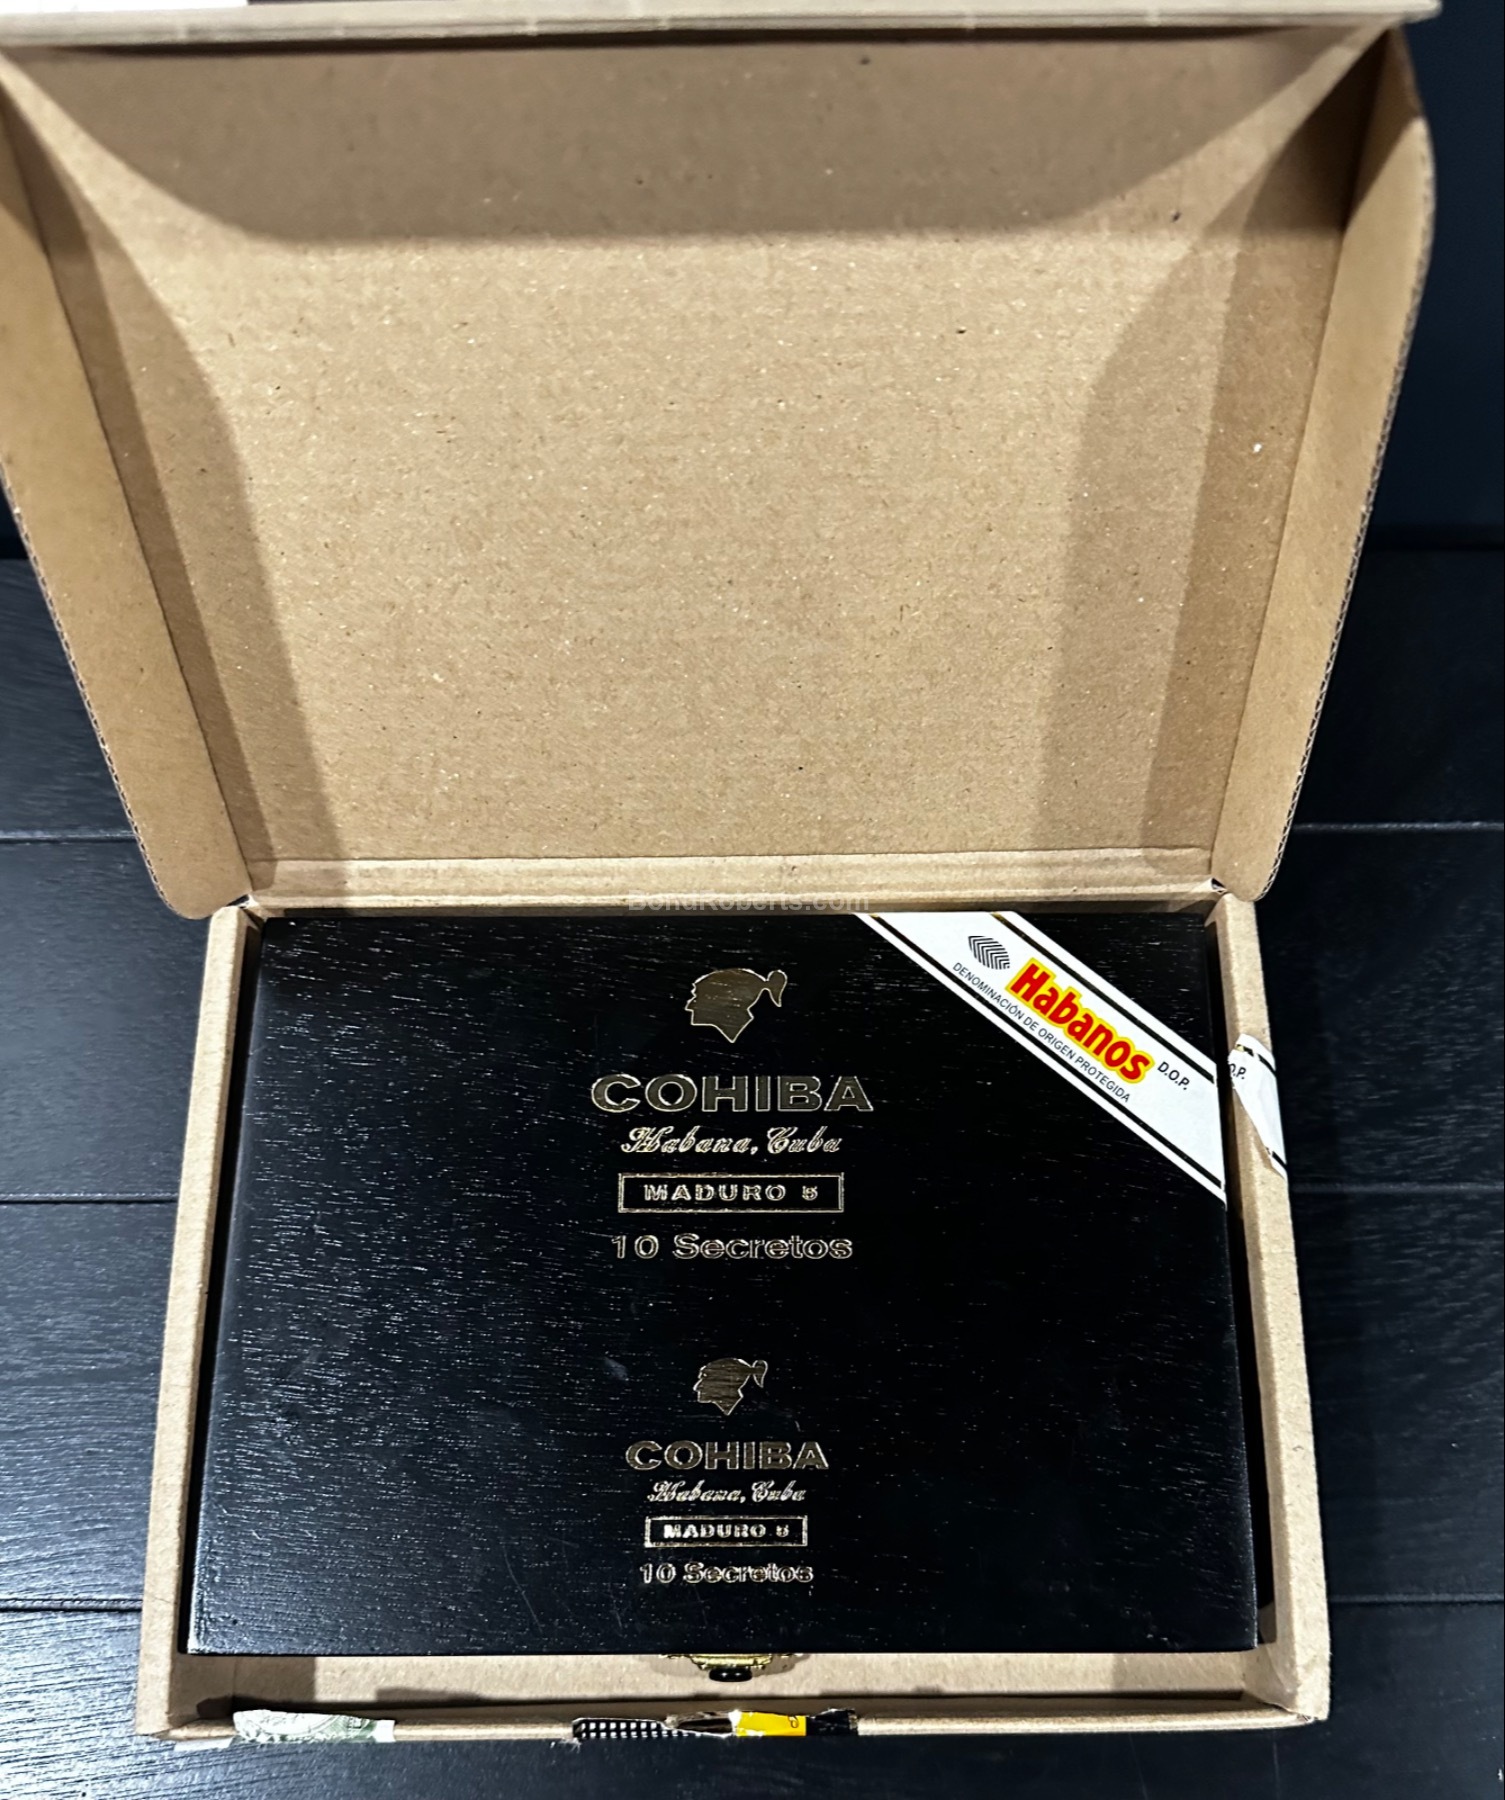 BondRoberts.com
Habanos D.O.P.
DENOMINACIÓN DE ORIGEN PROTEGIDA
O.P.
COHIBA
Habana, Cuba
MADURO 5
10 Secretos
COHIBA
Habana, Cuba
MADURO 5
10 Secretos